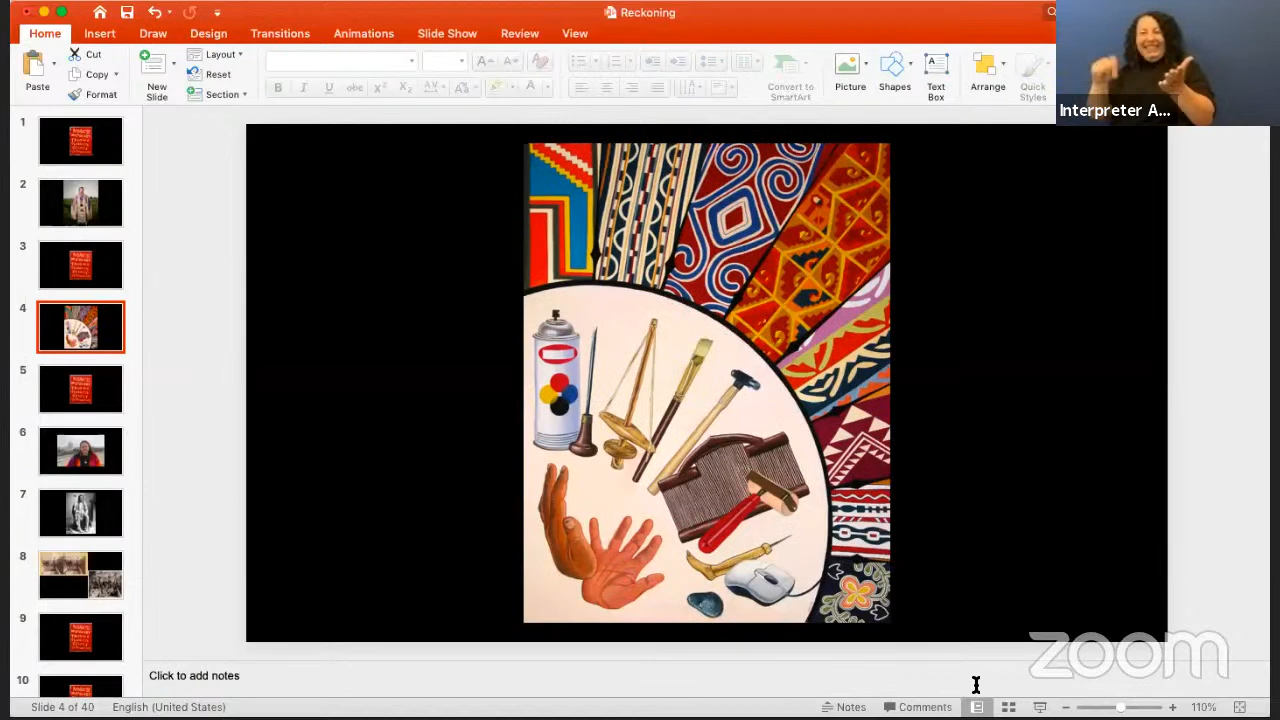 Reckoning
Home Insert Draw Design Transitions Animations Slide Show Review View
Paste
Cut
Copy
Format
New
Slide
Layout
Reset
Section
Convert to
SmartArt
Picture
Shapes
Text
Box
Arrange
Quick
Styles
Interpreter A...
1
2
3
4
5
6
7
8
9
10
Click to add notes
zoom
Slide 4 of 40 English (United States) Notes Comments 110%